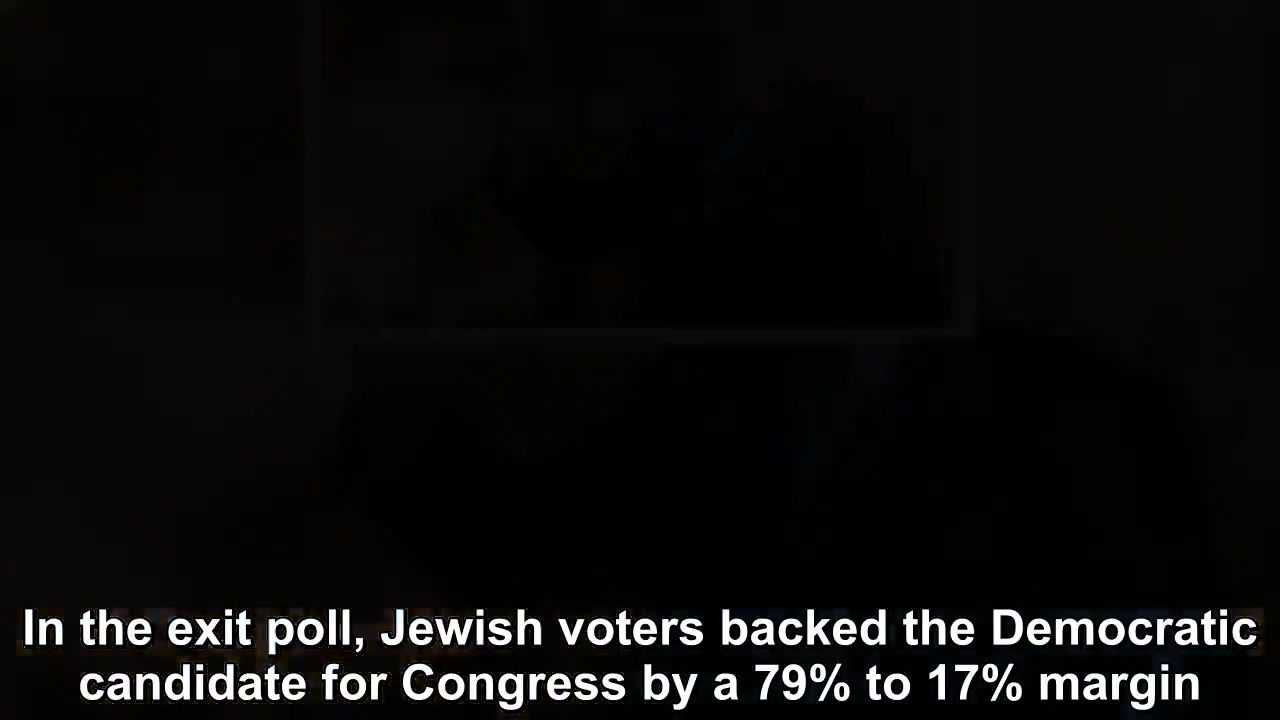 In the exit poll, Jewish voters backed the Democratic
candidate for Congress by a 79% to 17% margin